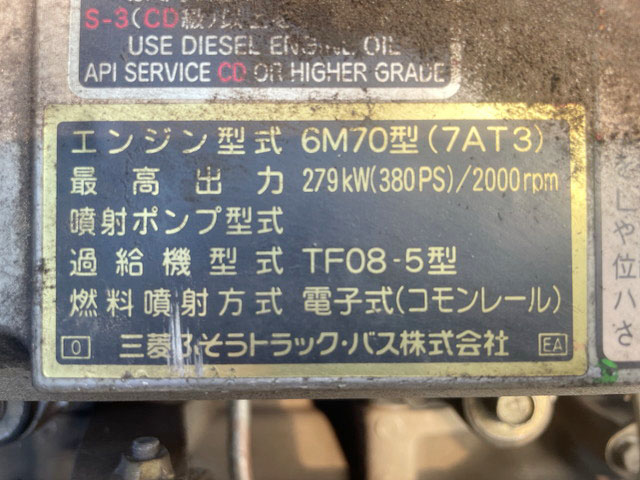 S-3(CD級)以上を
USE DIESEL ENGINE OIL
API SERVICE CD OR HIGHER GRADE
エンジン型式 6M70型(7AT3)
最高出力 279kW(380PS)/2000rpm
噴射ポンプ型式
過給機型式 TF08-5型
燃料噴射方式 電子式(コモンレール)
0 三菱ふそうトラック・バス株式会社 EA